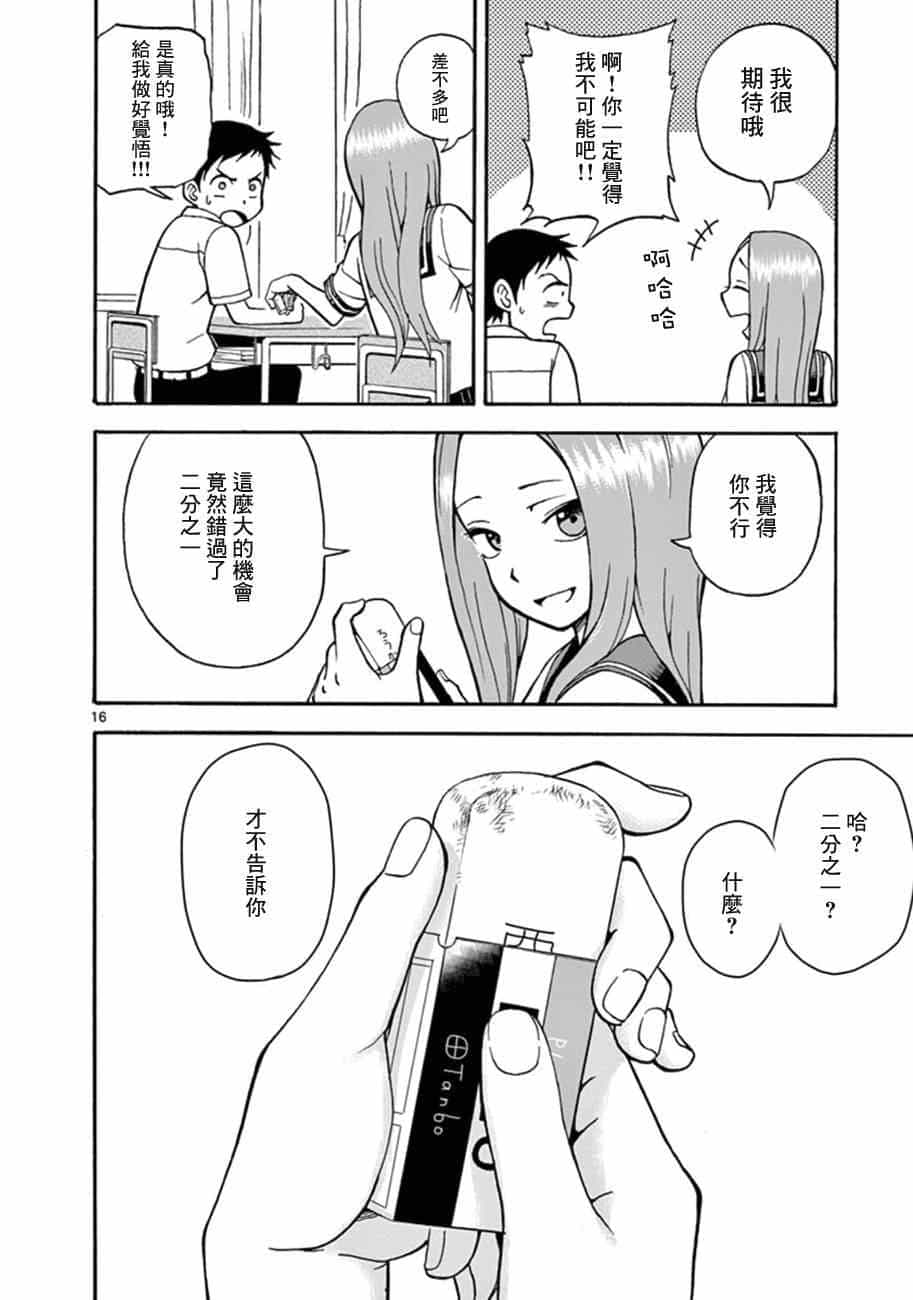 我很
期待哦
啊！你一定覺得
我不可能吧!!
啊哈哈
差不多吧
是真的哦！
給我做好覺悟!!!
我覺得
你不行
這麼大的機會
竟然錯過了
二分之一
16
哈？
二分之一？
什麼？
才不告訴你
Tanbo